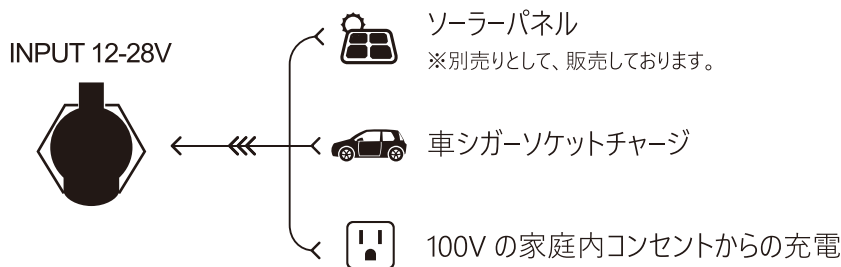 INPUT 12-28V
ソーラーパネル
※別売りとして、販売しております。
車シガーソケットチャージ
100V の家庭内コンセントからの充電